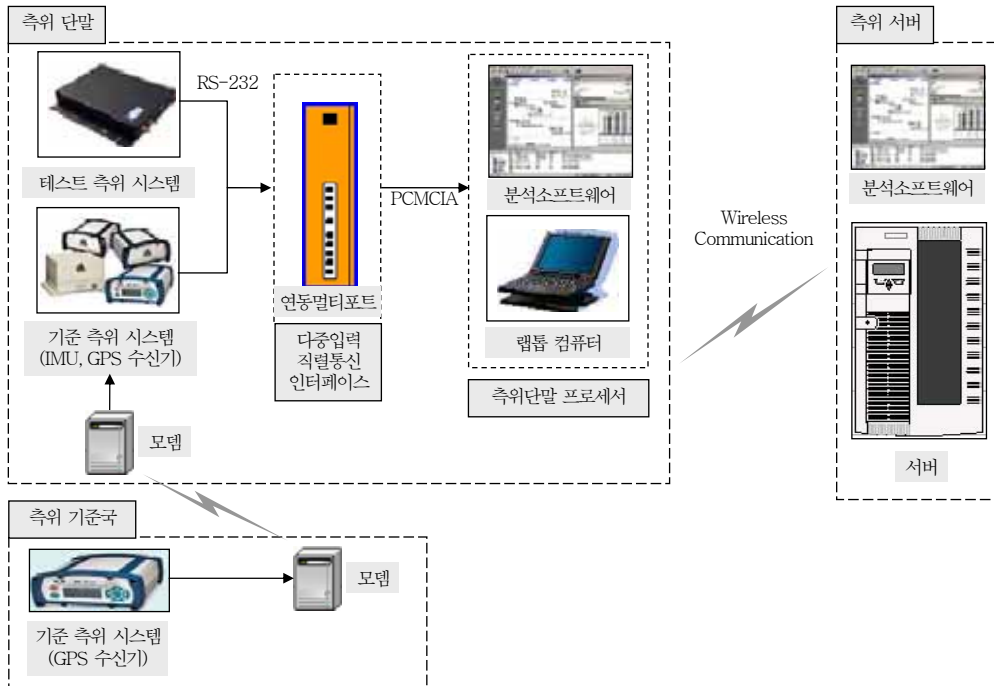 측위 단말
RS-232
테스트 측위 시스템
기준 측위 시스템
(IMU, GPS 수신기)
모뎀
연동멀티포트
다중입력
직렬통신
인터페이스
PCMCIA
분석소프트웨어
랩톱 컴퓨터
측위단말 프로세서
Wireless
Communication
측위 서버
분석소프트웨어
서버
측위 기준국
기준 측위 시스템
(GPS 수신기)
모뎀